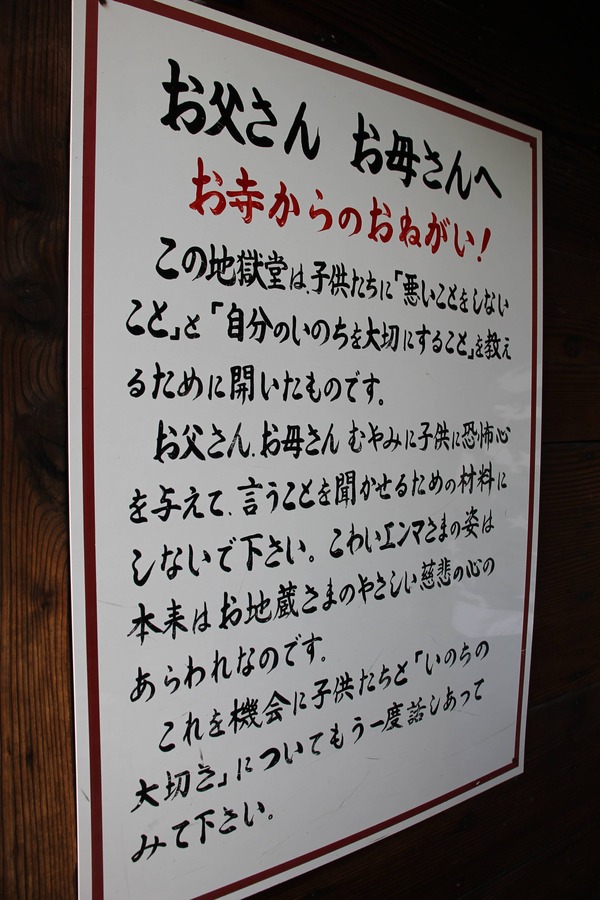 お父さん お母さんへ
お寺からのおねがい!
この地獄堂は、子供たちに「悪いことをしない
こと」と「自分のいのちを大切にすること」を教え
るために開いたものです。
お父さん、お母さん むやみに子供に恐怖心
を与えて、言うことを聞かせるための材料に
しないで下さい。こわいエンマさまの姿は
本来はお地蔵さまのやさしい慈悲の心の
あらわれなのです。
これを機会に子供たちと「いのちの
大切さ」についてもう一度話しあって
みて下さい。